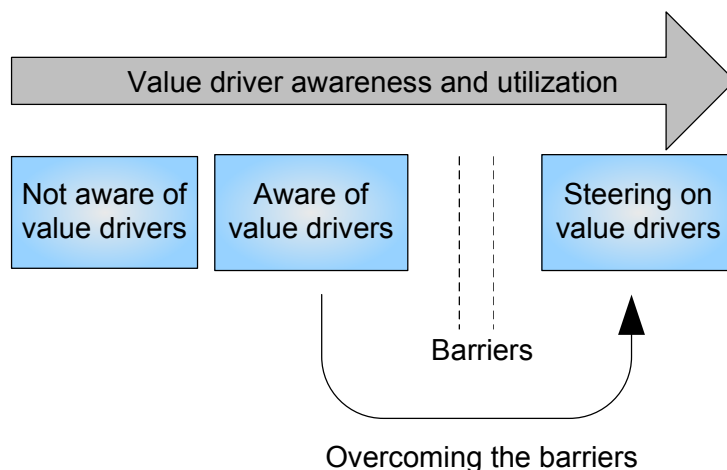 Value driver awareness and utilization
Not aware of
value drivers
Aware of
value drivers
Steering on
value drivers
Barriers
Overcoming the barriers